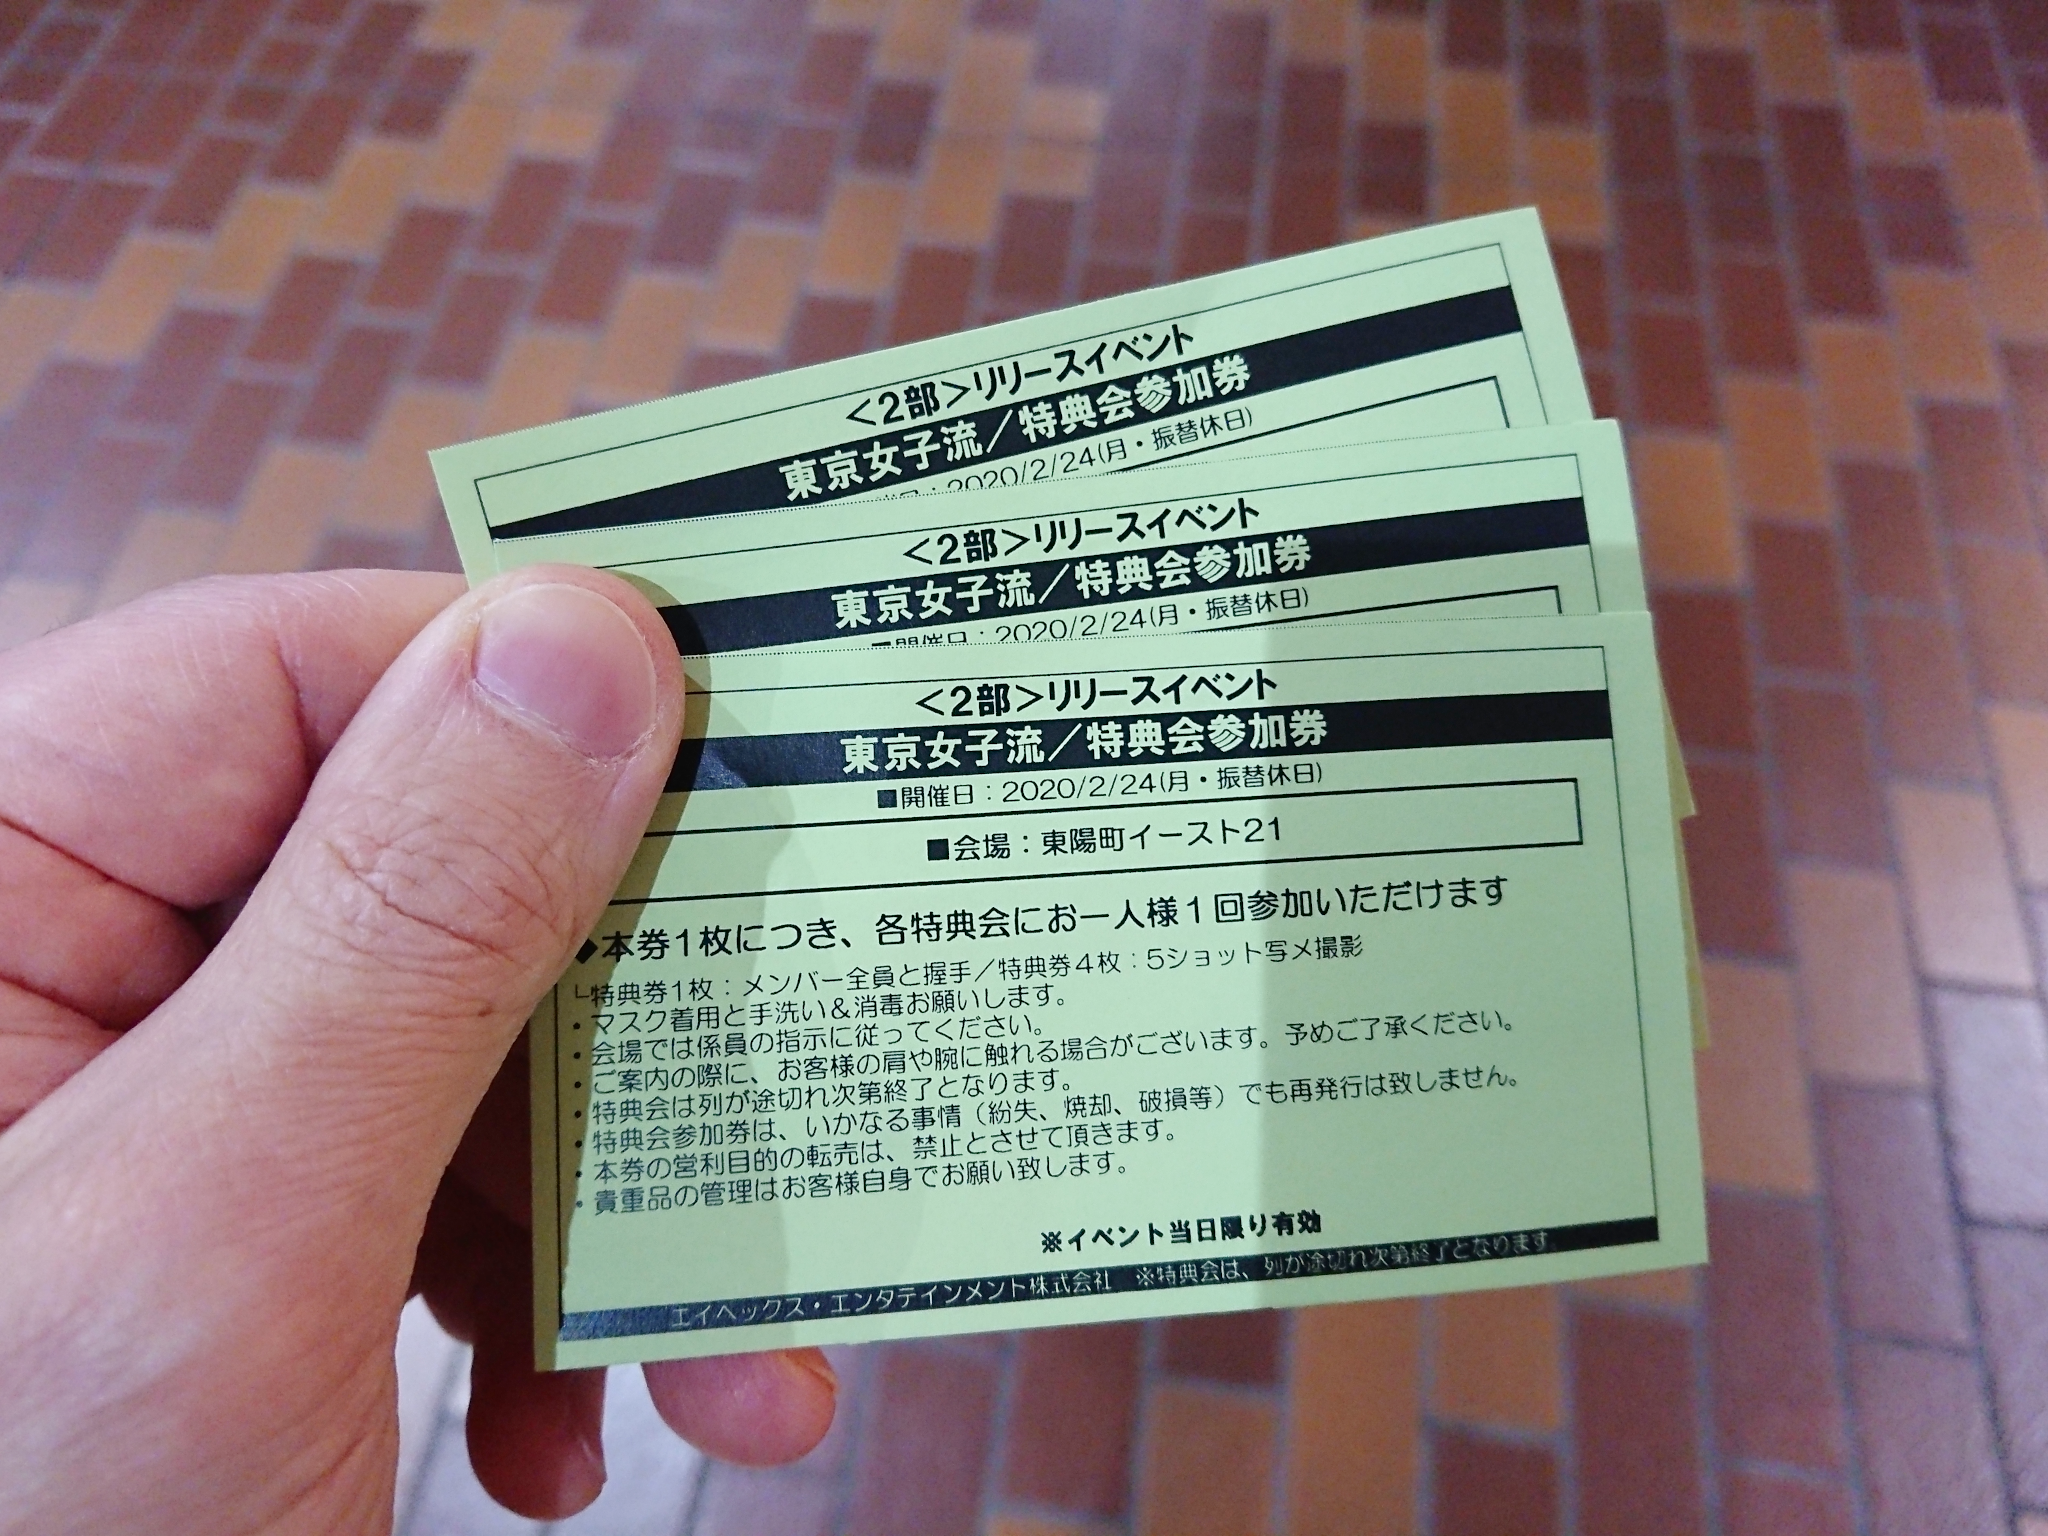 <2部>リリースイベント
東京女子流／特典会参加券
2020/2/24(月・振替休日)
<2部>リリースイベント
東京女子流／特典会参加券
■開催日：2020/2/24(月・振替休日)
<2部>リリースイベント
東京女子流／特典会参加券
■開催日：2020/2/24(月・振替休日)
■会場：東陽町イースト21
◆本券1枚につき、各特典会にお一人様1回参加いただけます
└特典券1枚：メンバー全員と握手／特典券4枚：5ショット写メ撮影
・マスク着用と手洗い＆消毒お願いします。
・会場では係員の指示に従ってください。
・ご案内の際に、お客様の肩や腕に触れる場合がございます。予めご了承ください。
・特典会は列が途切れ次第終了となります。
・特典会参加券は、いかなる事情（紛失、焼却、破損等）でも再発行は致しません。
・本券の営利目的の転売は、禁止とさせて頂きます。
・貴重品の管理はお客様自身でお願い致します。
※イベント当日限り有効
エイベックス・エンタテインメント株式会社　※特典会は、列が途切れ次第終了となります。